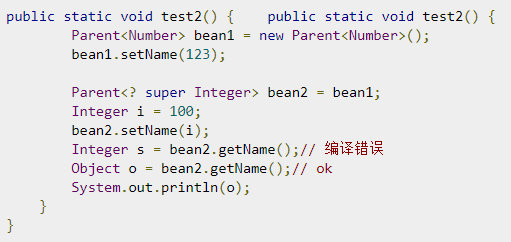 public static void test2() {    public static void test2() {
        Parent<Number> bean1 = new Parent<Number>();
        bean1.setName(123);

        Parent<? super Integer> bean2 = bean1;
        Integer i = 100;
        bean2.setName(i);
        Integer s = bean2.getName();// 编译错误
        Object o = bean2.getName();// ok
        System.out.println(o);
    }
}